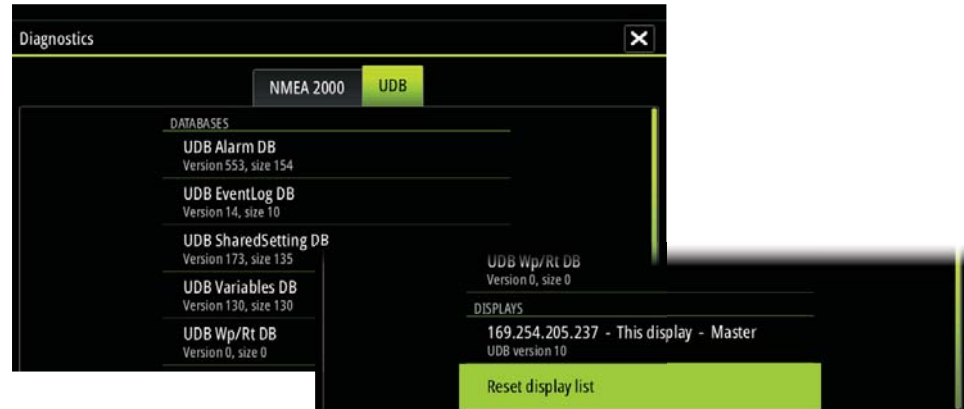 Diagnostics
NMEA 2000
UDB
DATABASES
UDB Alarm DB
Version 553, size 154
UDB EventLog DB
Version 14, size 10
UDB SharedSetting DB
Version 173, size 135
UDB Variables DB
Version 130, size 130
UDB Wp/Rt DB
Version 0, size 0
UDB Wp/Rt DB
Version 0, size 0
DISPLAYS
169.254.205.237 - This display - Master
UDB version 10
Reset display list